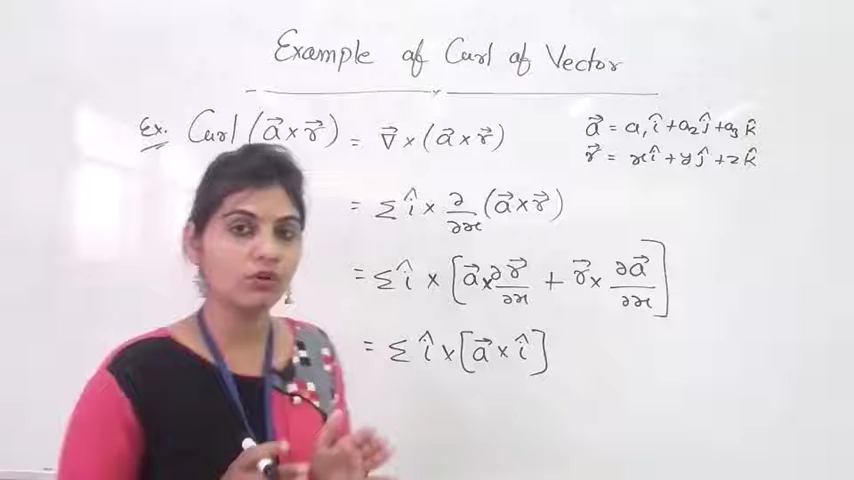 Example of Curl of Vector
Ex. Curl (a⃗ × r⃗) = ∇⃗ × (a⃗ × r⃗)
a⃗ = a₁î + a₂ĵ + a₃k̂
r⃗ = xî + yĵ + zk̂
= Σ î × ∂/∂x (a⃗ × r⃗)
= Σ î × [a⃗ × ∂r⃗/∂x + r⃗ × ∂a⃗/∂x]
= Σ î × [a⃗ × î]